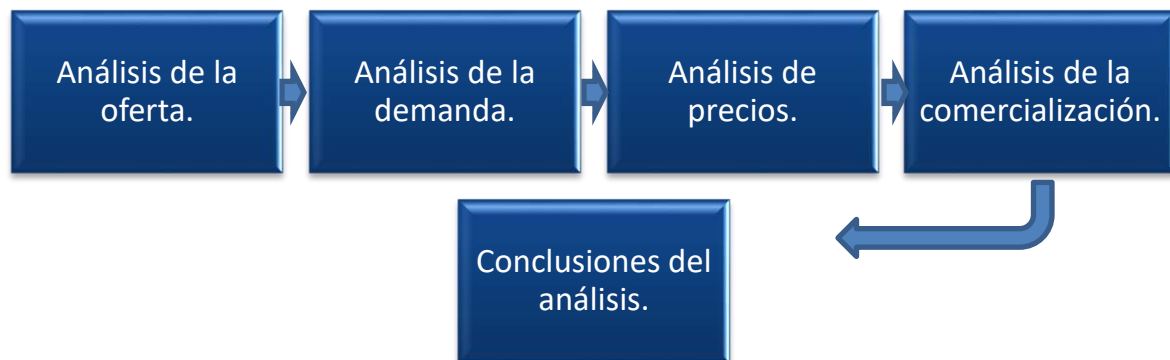 Análisis de la
oferta.
Análisis de la
demanda.
Análisis de
precios.
Análisis de la
comercialización.
Conclusiones del
análisis.